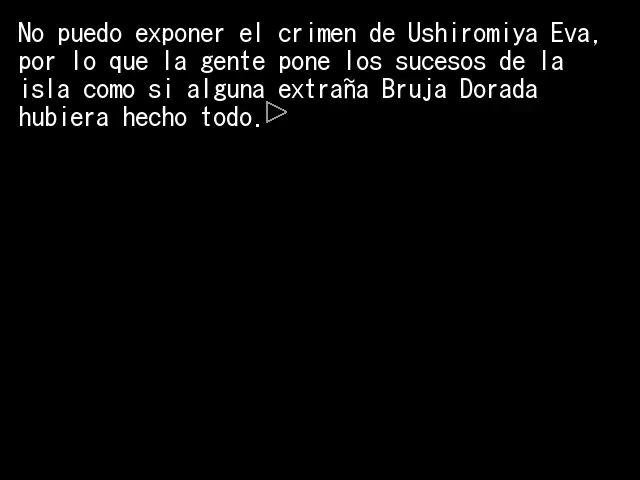 No puedo exponer el crimen de Ushiromiya Eva,
por lo que la gente pone los sucesos de la
isla como si alguna extraña Bruja Dorada
hubiera hecho todo.